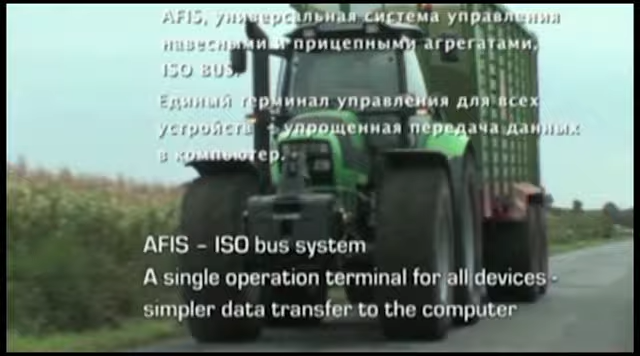 AFIS, универсальная система управления
навесными и прицепными агрегатами,
ISO BUS.
Единый терминал управления для всех
устройств - упрощенная передача данных
в компьютер.
AFIS – ISO bus system
A single operation terminal for all devices -
simpler data transfer to the computer